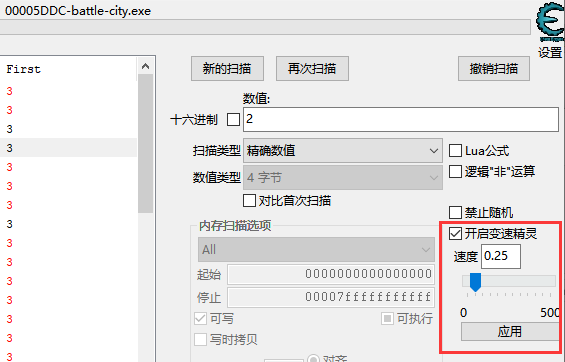 00005DDC-battle-city.exe
设置
First
3
3
3
3
3
3
3
3
3
3
3
3
3
3
新的扫描
再次扫描
撤销扫描
数值:
十六进制
2
扫描类型
精确数值
数值类型
4 字节
对比首次扫描
Lua公式
逻辑"非"运算
禁止随机
开启变速精灵
速度
0.25
0
500
应用
内存扫描选项
All
起始
0000000000000000
停止
00007fffffffffff
可写
可执行
写时拷贝
对齐